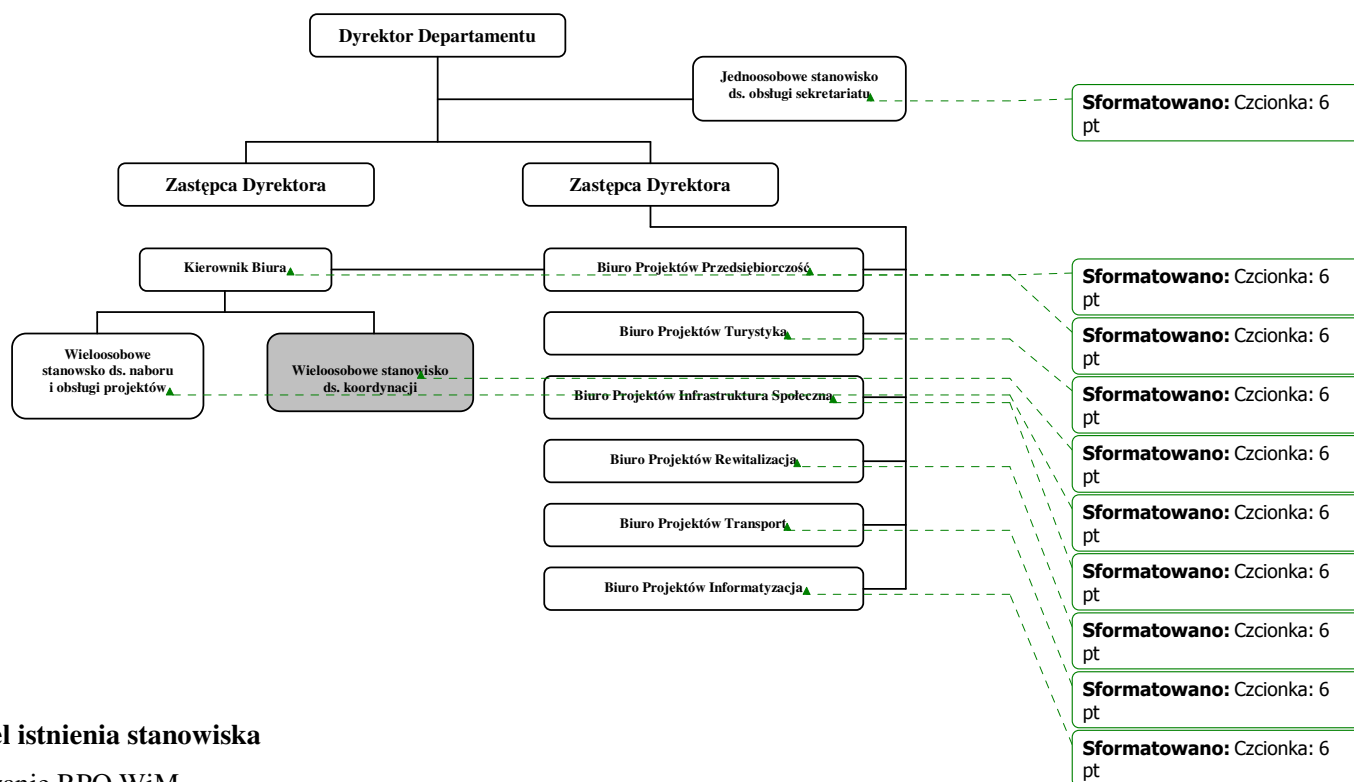 Dyrektor Departamentu
Jednoosobowe stanowisko
ds. obsługi sekretariatu
Sformatowano: Czcionka: 6
pt
Zastępca Dyrektora
Zastępca Dyrektora
Kierownik Biura
Biuro Projektów Przedsiębiorczość
Sformatowano: Czcionka: 6
pt
Wieloosobowe
stanowsko ds. naboru
i obsługi projektów
Wieloosobowe stanowisko
ds. koordynacji
Biuro Projektów Turystyka
Sformatowano: Czcionka: 6
pt
Biuro Projektów Infrastruktura Społeczna
Sformatowano: Czcionka: 6
pt
Biuro Projektów Rewitalizacja
Sformatowano: Czcionka: 6
pt
Biuro Projektów Transport
Sformatowano: Czcionka: 6
pt
Biuro Projektów Informatyzacja
Sformatowano: Czcionka: 6
pt
Sformatowano: Czcionka: 6
pt
Sformatowano: Czcionka: 6
pt
Sformatowano: Czcionka: 6
pt
istnienia stanowiska
RPO WiM